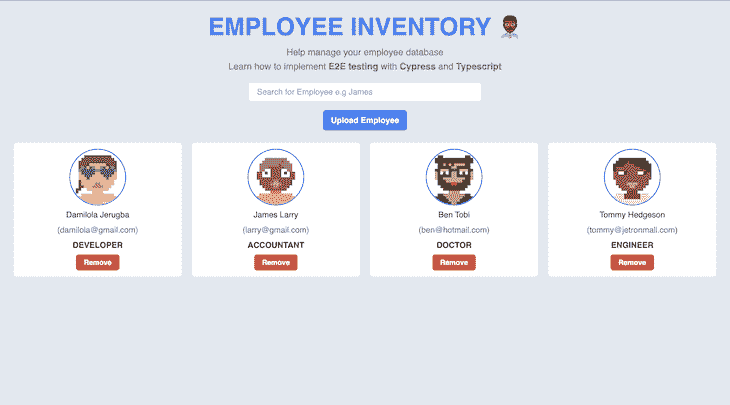 EMPLOYEE INVENTORY
Help manage your employee database
Learn how to implement E2E testing with Cypress and Typescript
Search for Employee e.g James
Upload Employee
Damilola Jerugba
(damilola@gmail.com)
DEVELOPER
Remove
James Larry
(larry@gmail.com)
ACCOUNTANT
Remove
Ben Tobi
(ben@hotmail.com)
DOCTOR
Remove
Tommy Hedgeson
(tommy@jetronmall.com)
ENGINEER
Remove